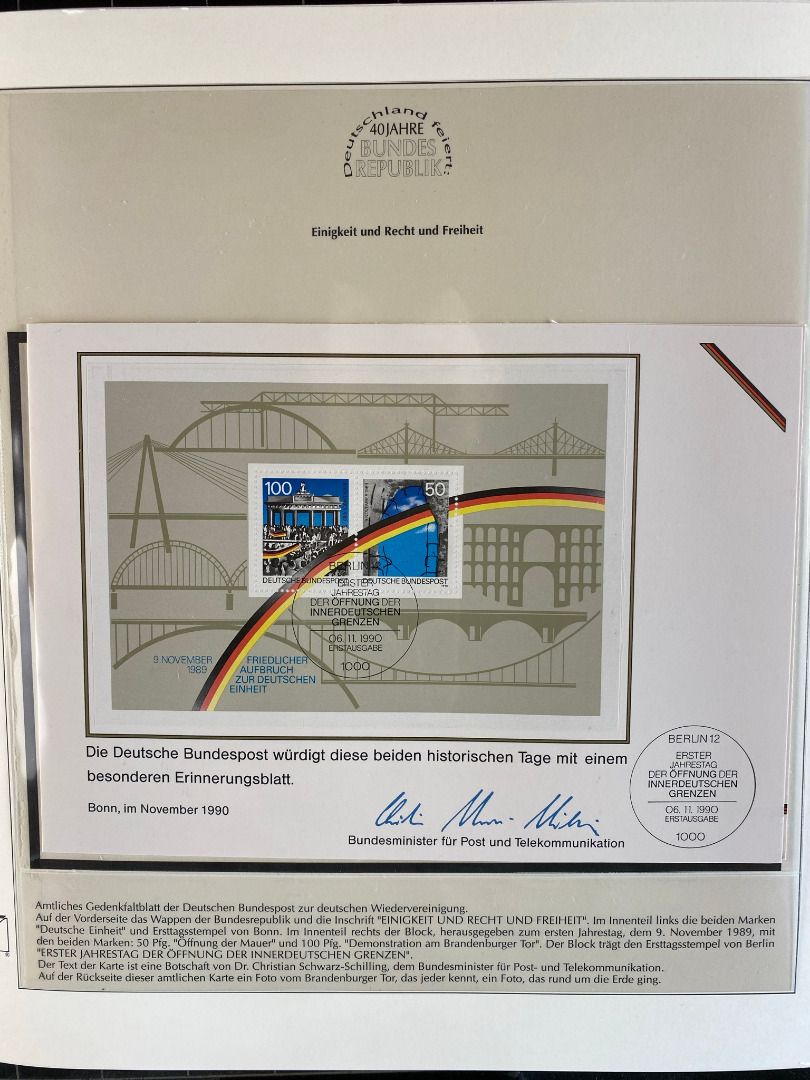 Deutschland feiert:
40 JAHRE
BUNDES
REPUBLIK
Einigkeit und Recht und Freiheit
100
50
DEUTSCHE BUNDESPOST
DEUTSCHE BUNDESPOST
BERLIN 12
ERSTER
JAHRESTAG
DER ÖFFNUNG DER
INNERDEUTSCHEN
GRENZEN
06.11.1990
ERSTAUSGABE
1000
9.NOVEMBER
1989
FRIEDLICHER
AUFBRUCH
ZUR DEUTSCHEN
EINHEIT
Die Deutsche Bundespost würdigt diese beiden historischen Tage mit einem
besonderen Erinnerungsblatt.
Bonn, im November 1990
Bundesminister für Post und Telekommunikation
BERLIN 12
ERSTER
JAHRESTAG
DER ÖFFNUNG DER
INNERDEUTSCHEN
GRENZEN
06.11.1990
ERSTAUSGABE
1000
Amtliches Gedenkfaltblatt der Deutschen Bundespost zur deutschen Wiedervereinigung.
Auf der Vorderseite das Wappen der Bundesrepublik und die Inschrift "EINIGKEIT UND RECHT UND FREIHEIT". Im Innenteil links die beiden Marken
"Deutsche Einheit" und Ersttagsstempel von Bonn. Im Innenteil rechts der Block, herausgegeben zum ersten Jahrestag, dem 9. November 1989, mit
den beiden Marken: 50 Pfg. "Öffnung der Mauer" und 100 Pfg. "Demonstration am Brandenburger Tor". Der Block trägt den Ersttagsstempel von Berlin
"ERSTER JAHRESTAG DER ÖFFNUNG DER INNERDEUTSCHEN GRENZEN".
Der Text der Karte ist eine Botschaft von Dr. Christian Schwarz-Schilling, dem Bundesminister für Post- und Telekommunikation.
Auf der Rückseite dieser amtlichen Karte ein Foto vom Brandenburger Tor, das jeder kennt, ein Foto, das rund um die Erde ging.